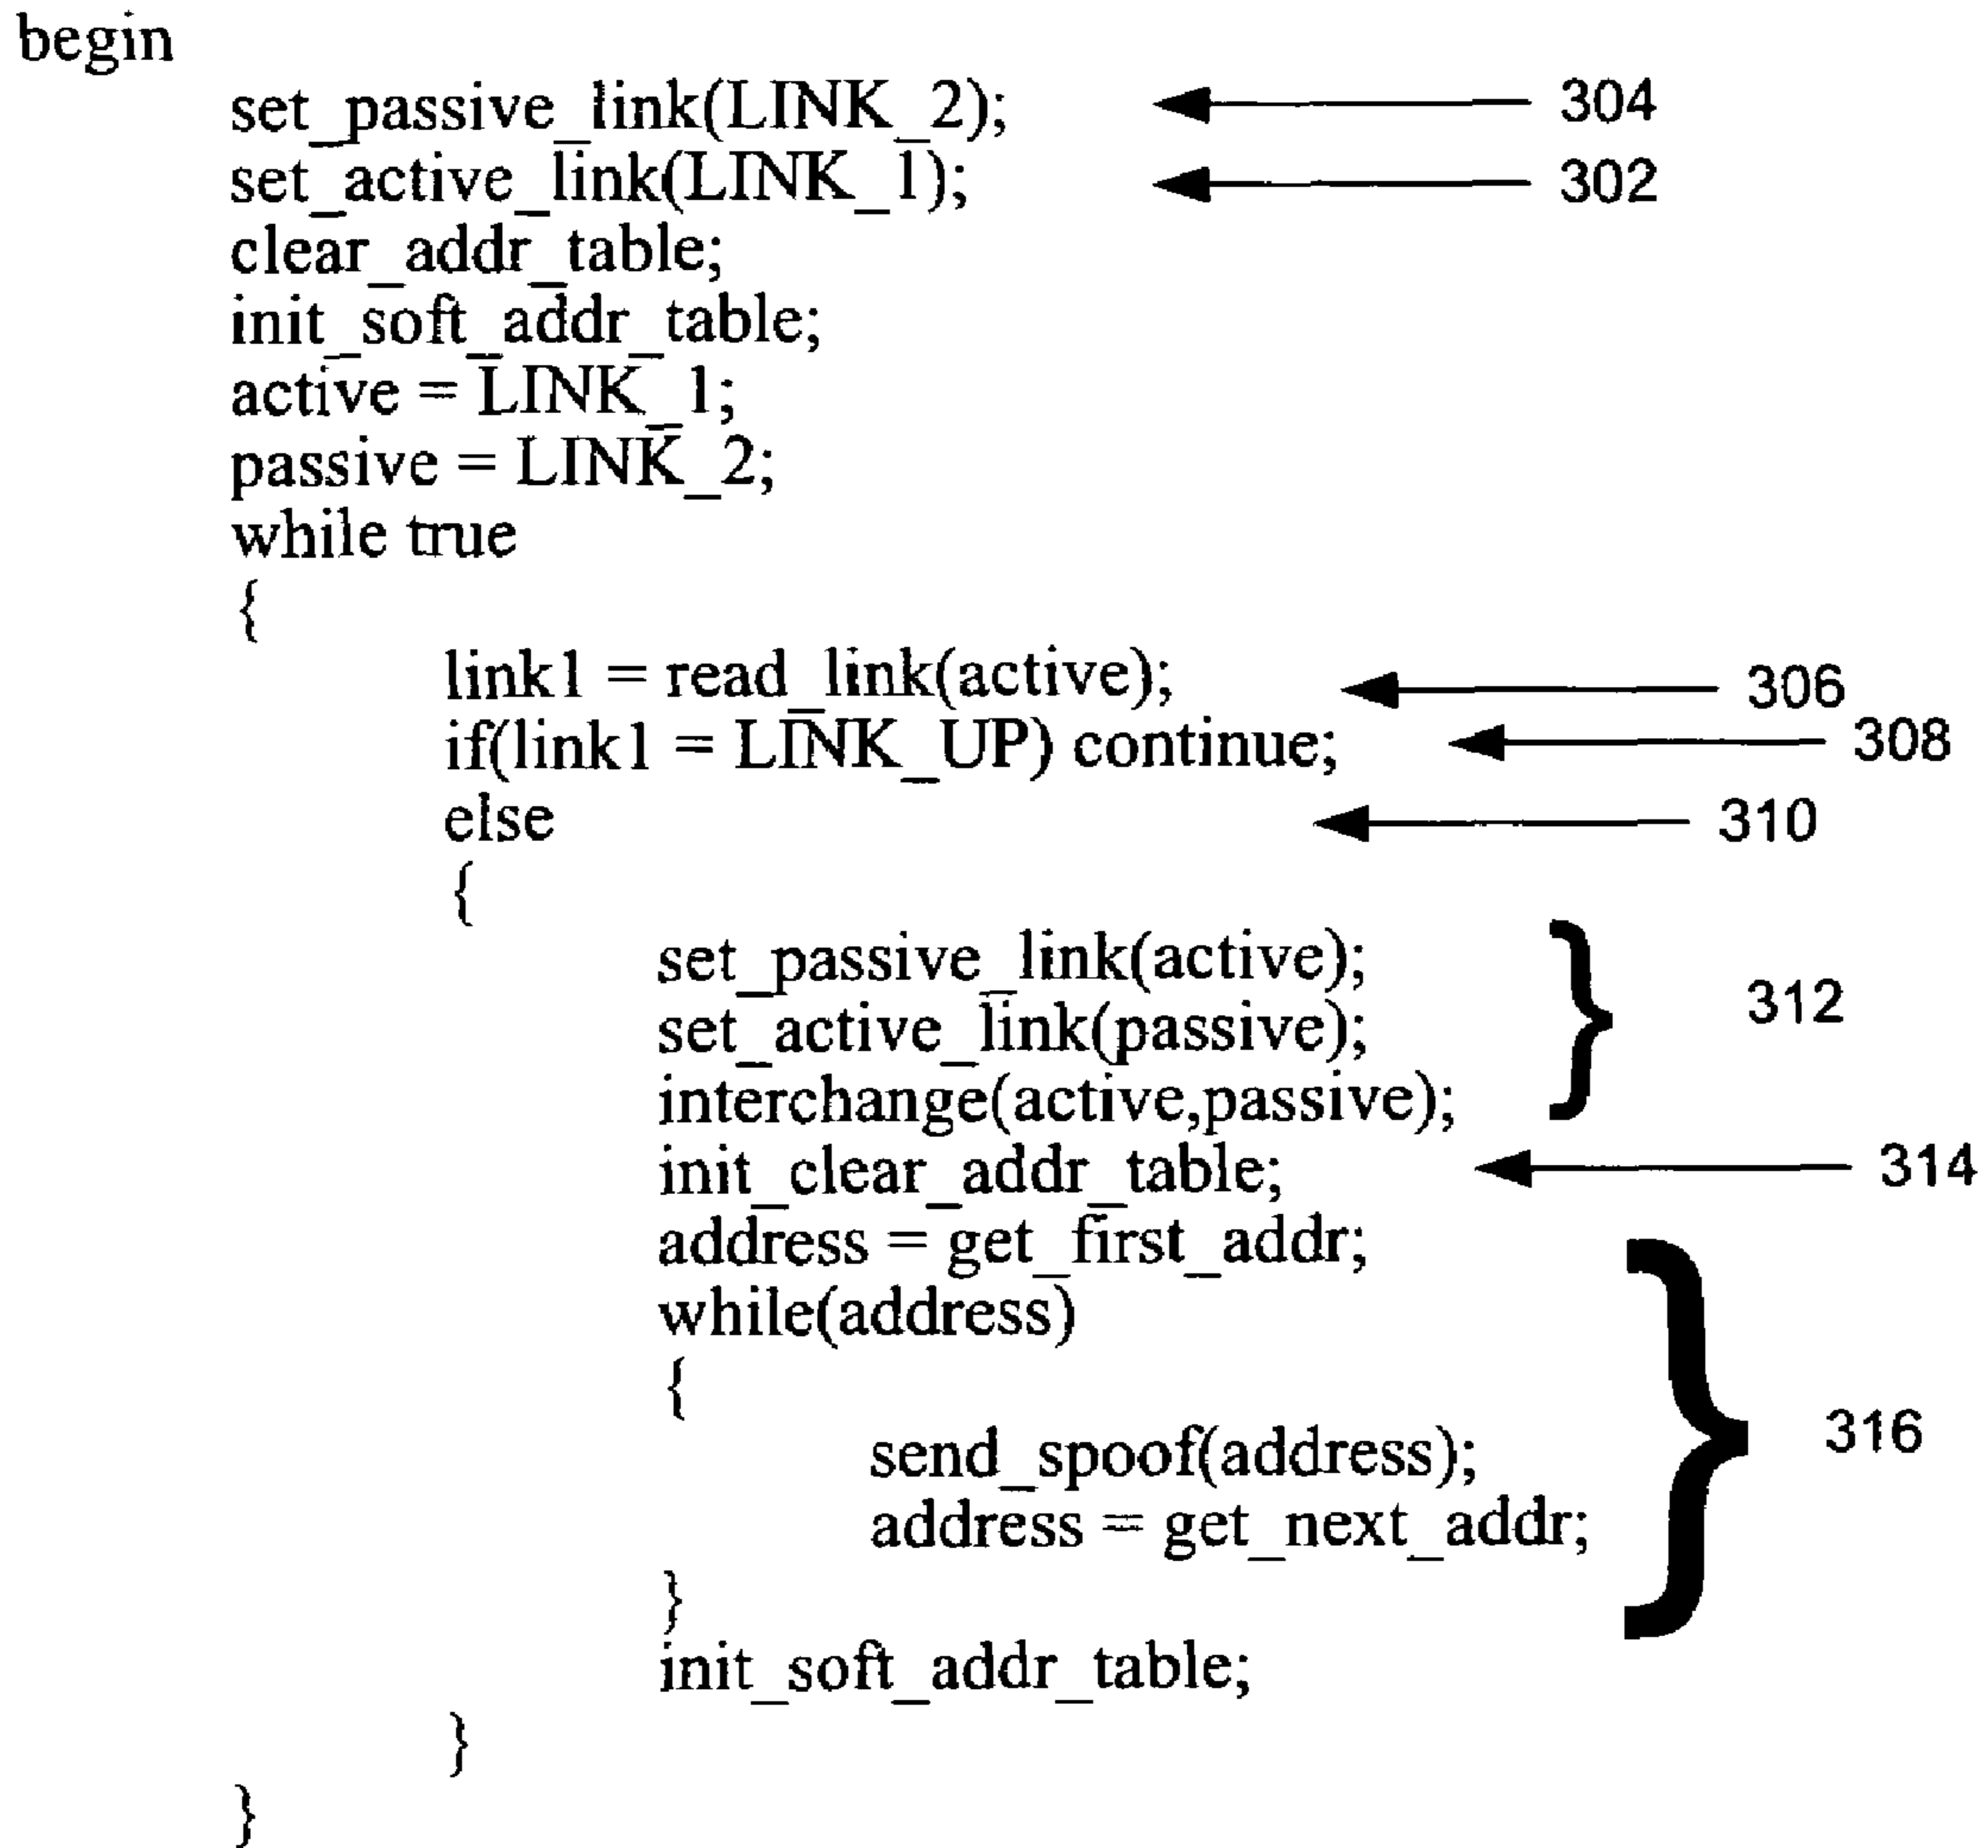 begin
set_passive_link(LINK_2); 304
set_active_link(LINK_1); 302
clear_addr_table;
init_soft_addr_table;
active = LINK_1;
passive = LINK_2;
while true
{
link1 = read_link(active); 306
if(link1 = LINK_UP) continue; 308
else 310
{
set_passive_link(active);
set_active_link(passive); } 312
interchange(active,passive);
init_clear_addr_table; 314
address = get_first_addr;
while(address)
{
send_spoof(address); } 316
address = get_next_addr;
}
init_soft_addr_table;
}
}